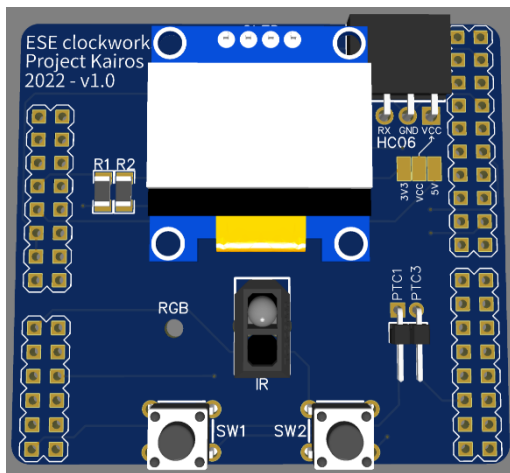 ESE clockwork
Project Kairos
2022 - v1.0
RX GND VCC
HC06
3V3 VCC 5V
R1 R2
PTC1 PTC3
RGB
IR
SW1 SW2